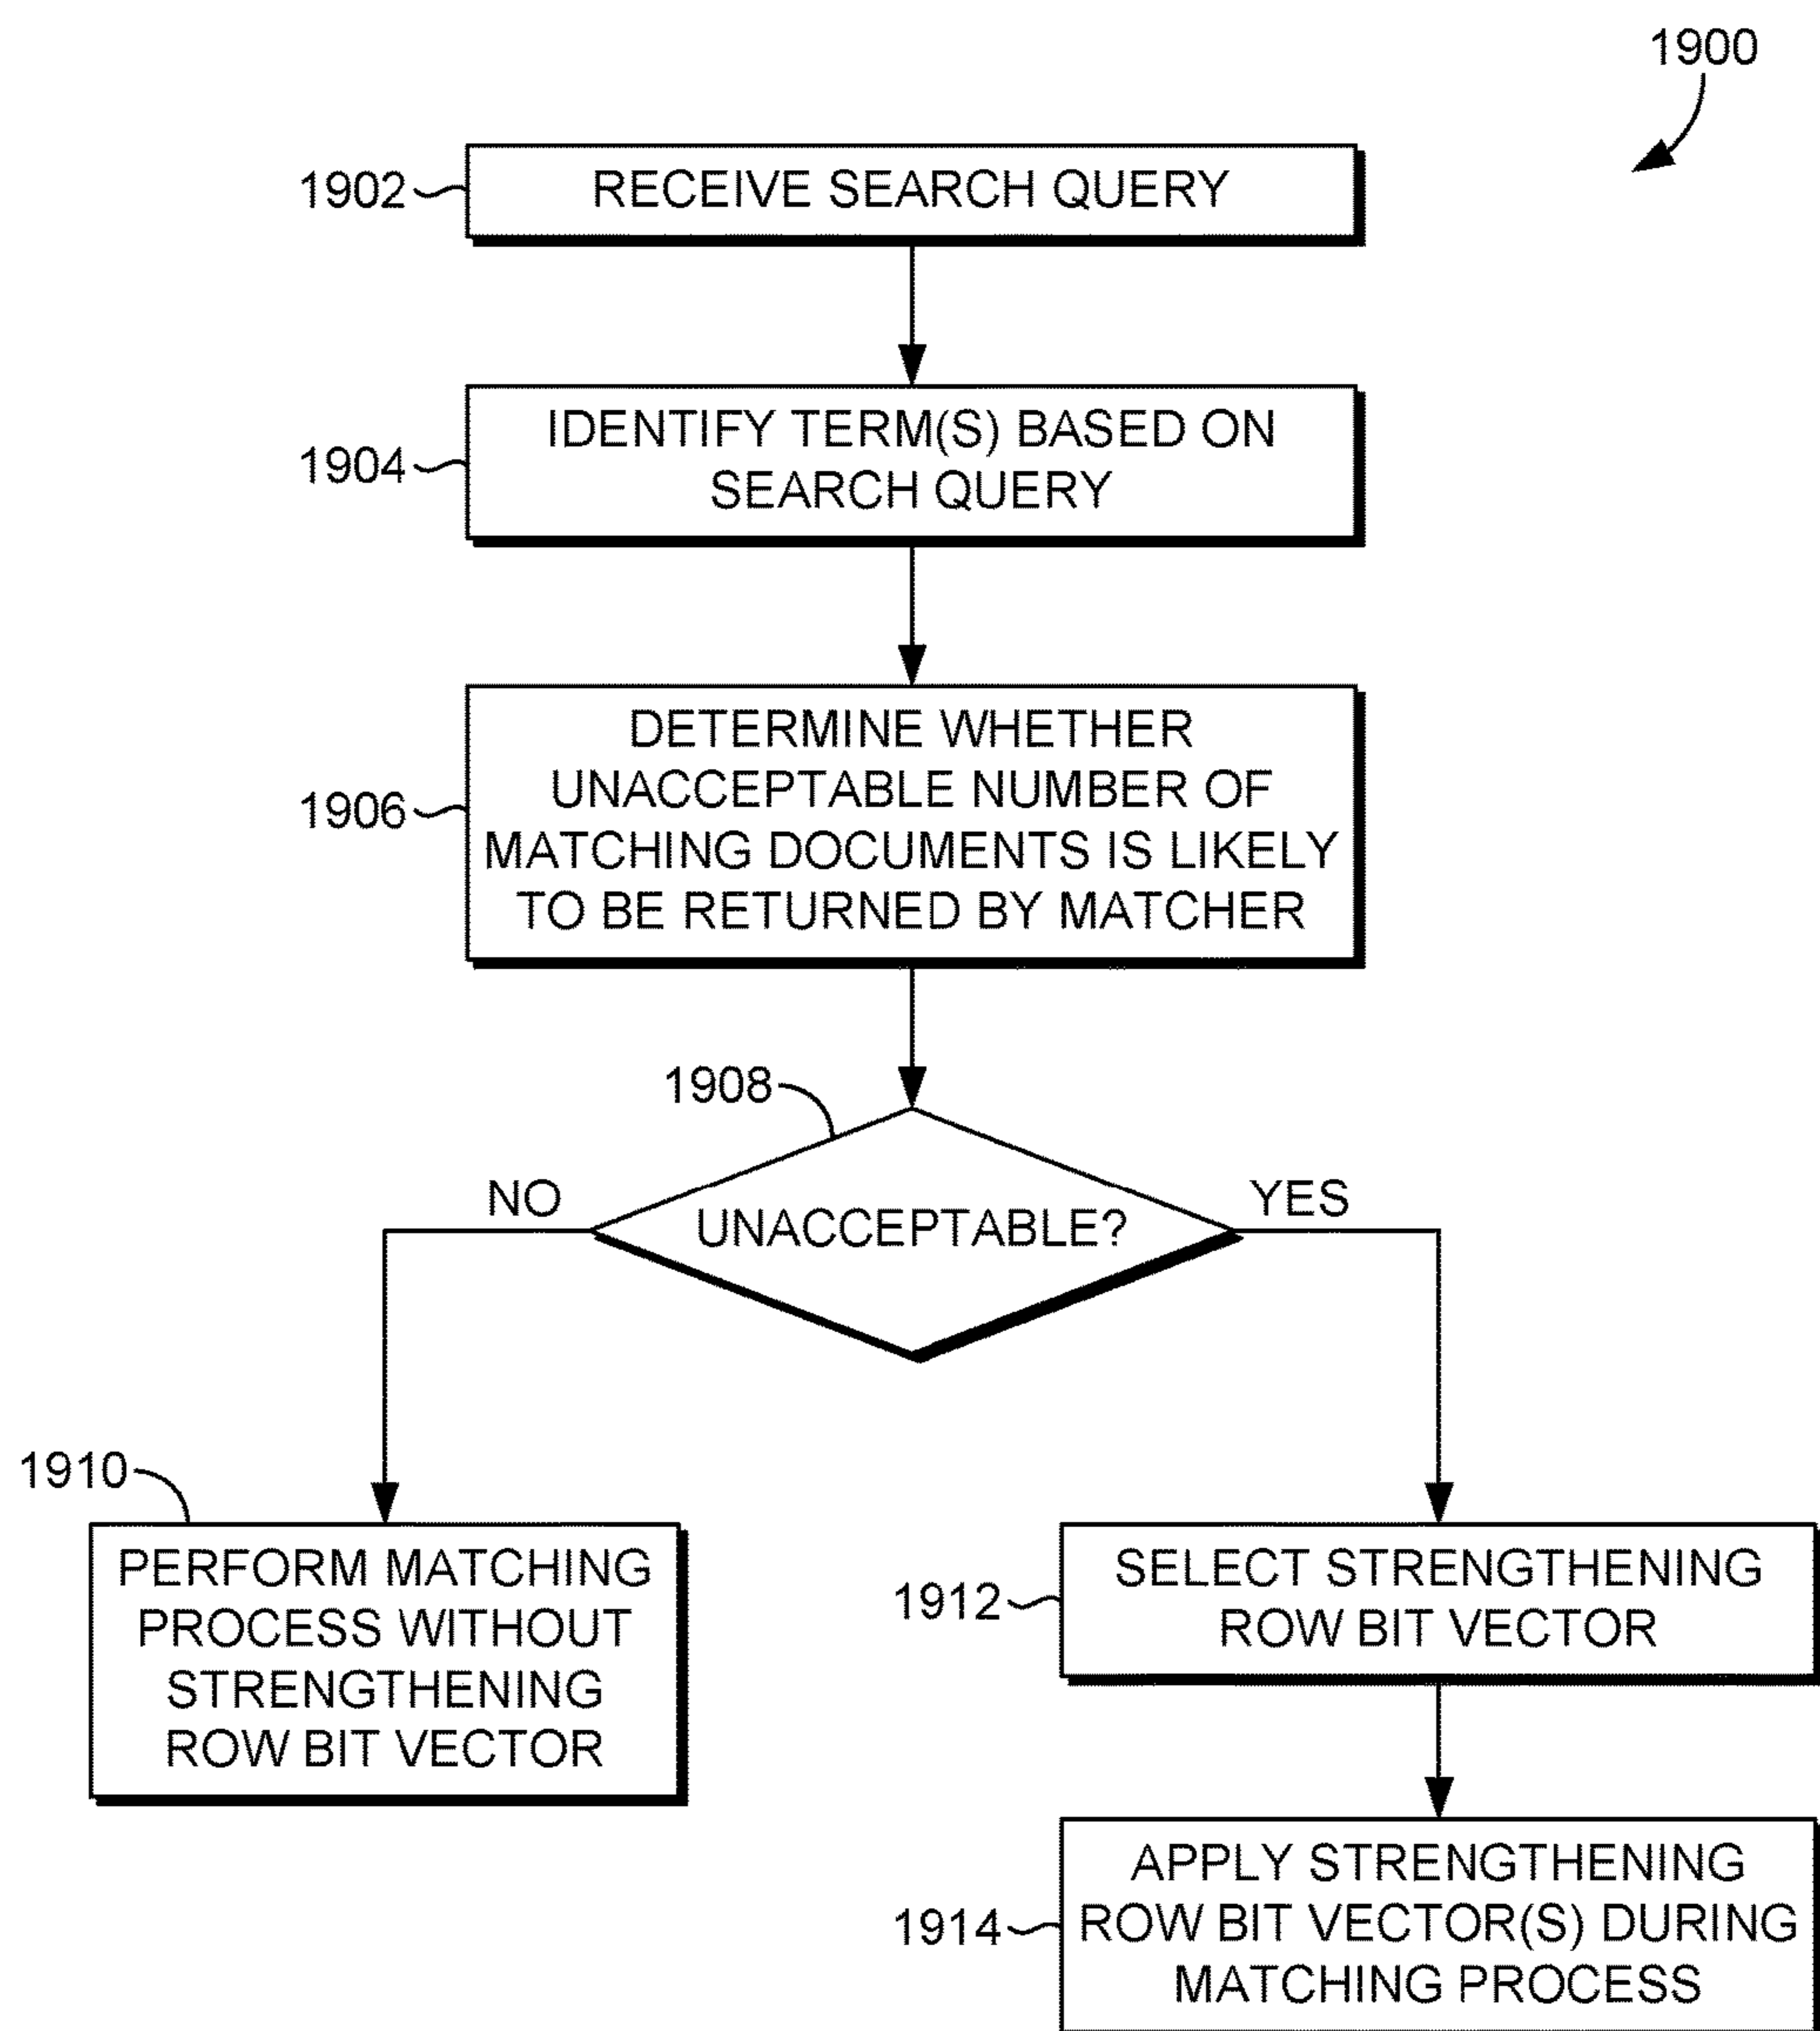 1900
1902
RECEIVE SEARCH QUERY
1904
IDENTIFY TERM(S) BASED ON
SEARCH QUERY
1906
DETERMINE WHETHER
UNACCEPTABLE NUMBER OF
MATCHING DOCUMENTS IS LIKELY
TO BE RETURNED BY MATCHER
1908
NO
UNACCEPTABLE?
YES
1910
PERFORM MATCHING
PROCESS WITHOUT
STRENGTHENING
ROW BIT VECTOR
1912
SELECT STRENGTHENING
ROW BIT VECTOR
1914
APPLY STRENGTHENING
ROW BIT VECTOR(S) DURING
MATCHING PROCESS